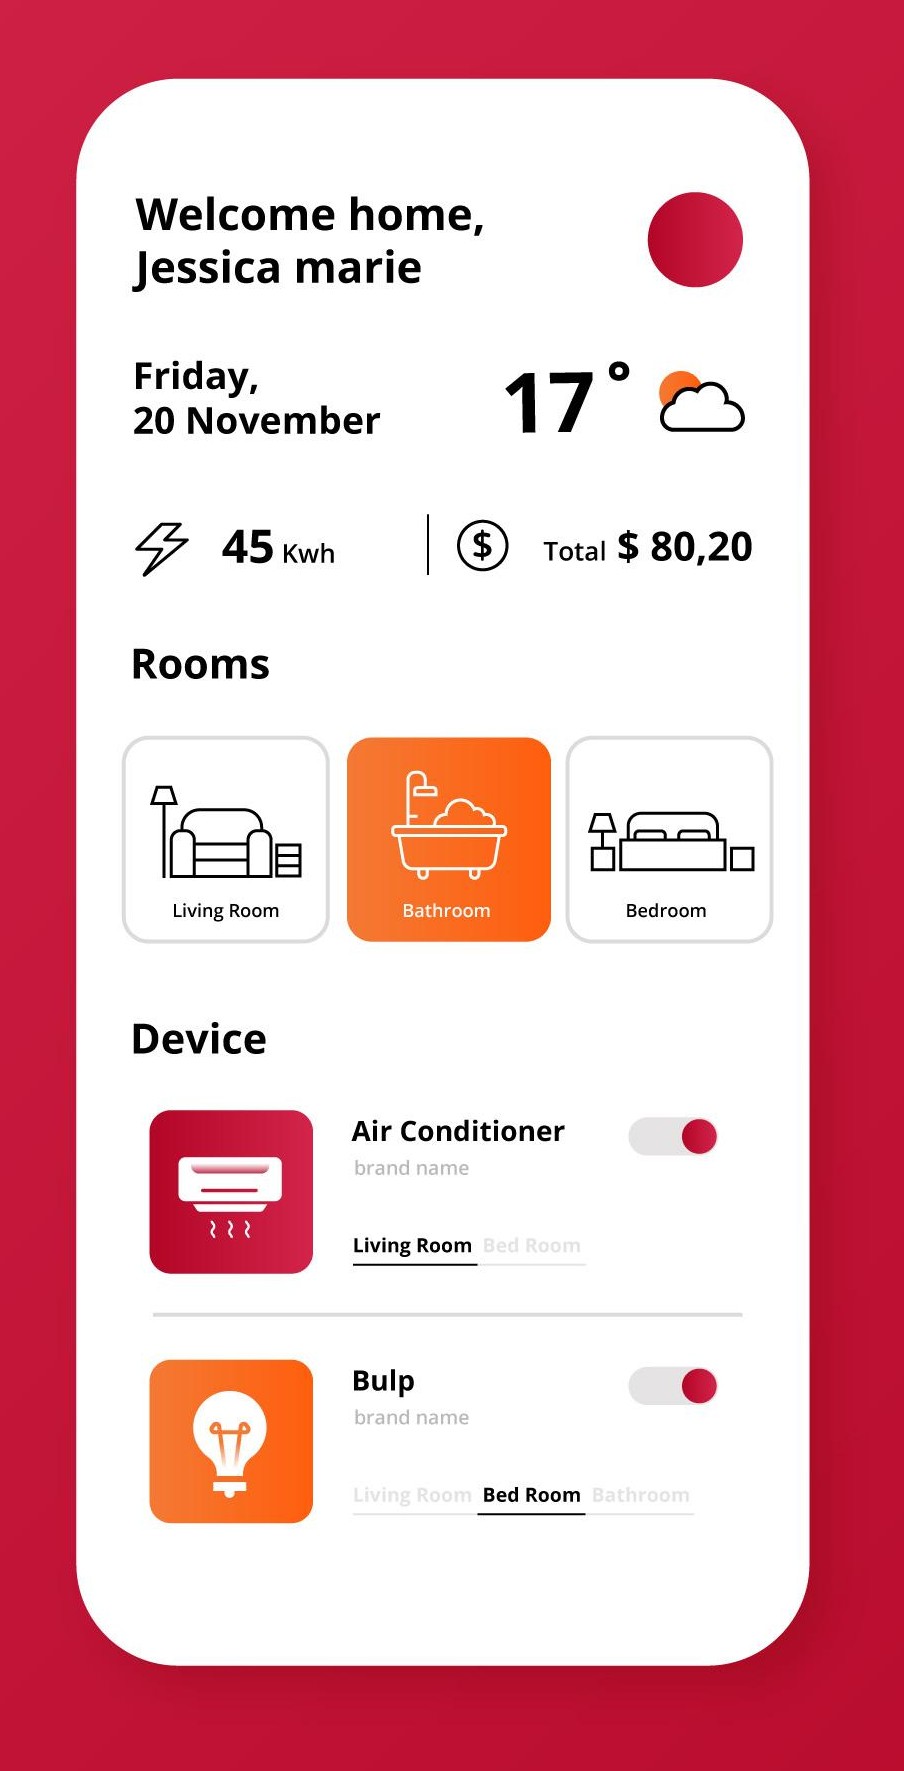 Welcome home,
Jessica marie
Friday,
20 November
17°
45 Kwh
$ Total $ 80,20
Rooms
Living Room
Bathroom
Bedroom
Device
Air Conditioner
brand name
Living Room Bed Room
Bulp
brand name
Living Room Bed Room Bathroom